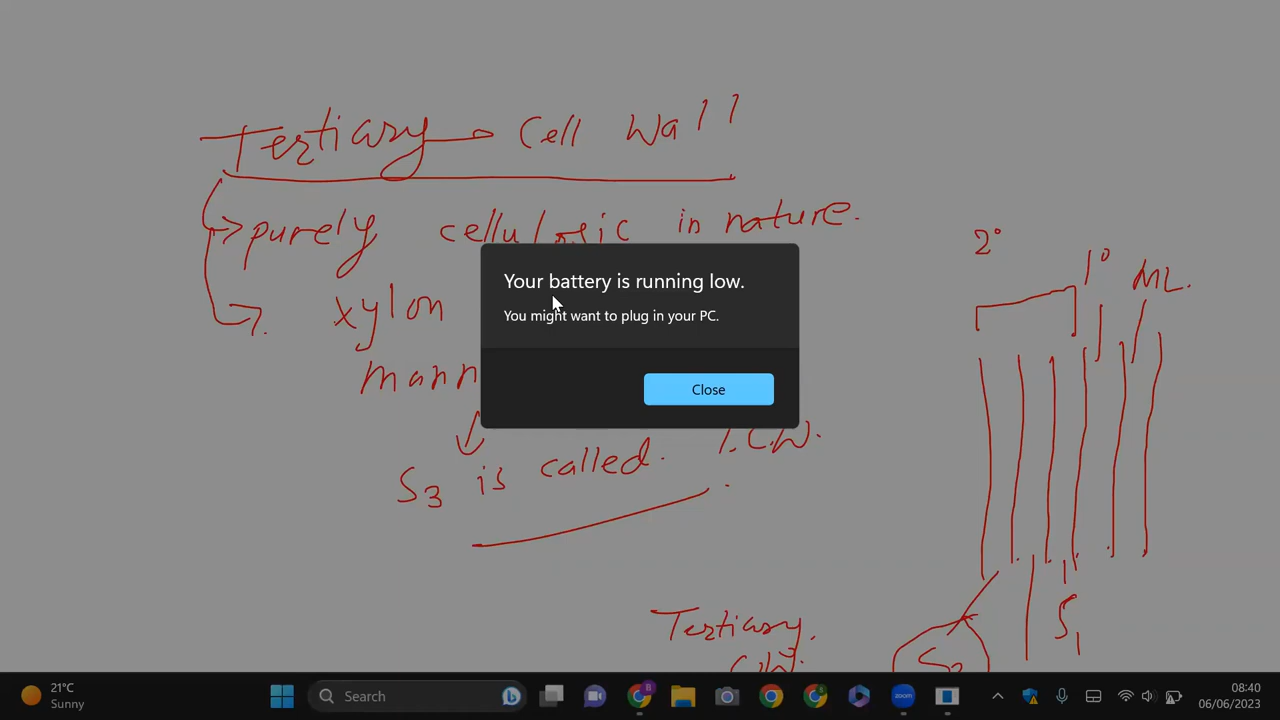 Tertiary → Cell Wall
→ purely cellulosic in nature.
→ xylon
mann
↓
S3 is called. T.C.W.
2° 1° ML.
Your battery is running low.
You might want to plug in your PC.
Close
S1
Tertiary
C.W.
21°C
Sunny
Search
08:40
06/06/2023